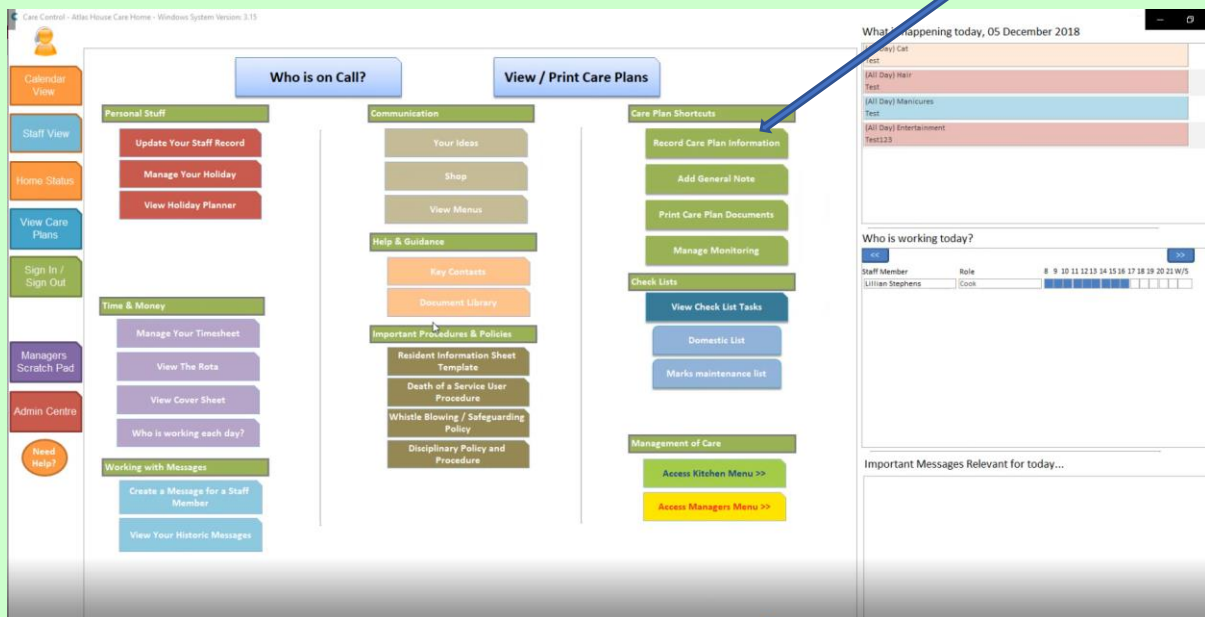 Care Control - Atlas House Care Home - Windows System Version: 3.15
Calendar
View
Staff View
Home Status
View Care
Plans
Sign In /
Sign Out
Managers
Scratch Pad
Admin Centre
Need
Help?
Who is on Call?
View / Print Care Plans
Personal Stuff
Update Your Staff Record
Manage Your Holiday
View Holiday Planner
Time & Money
Manage Your Timesheet
View The Rota
View Cover Sheet
Who is working each day?
Working with Messages
Create a Message for a Staff
Member
View Your Historic Messages
Communication
Your Ideas
Shop
View Menus
Help & Guidance
Key Contacts
Document Library
Important Procedures & Policies
Resident Information Sheet
Template
Death of a Service User
Procedure
Whistle Blowing / Safeguarding
Policy
Disciplinary Policy and
Procedure
Care Plan Shortcuts
Record Care Plan Information
Add General Note
Print Care Plan Documents
Manage Monitoring
Check Lists
View Check List Tasks
Domestic List
Marks maintenance list
Management of Care
Access Kitchen Menu >>
Access Managers Menu >>
What is happening today, 05 December 2018
Cat
Test
(All Day) Hair
Test
(All Day) Manicures
Test
(All Day) Entertainment
Test123
Who is working today?
<< >>
Staff Member Role 8 9 10 11 12 13 14 15 16 17 18 19 20 21 W/S
Lillian Stephens Cook
Important Messages Relevant for today...